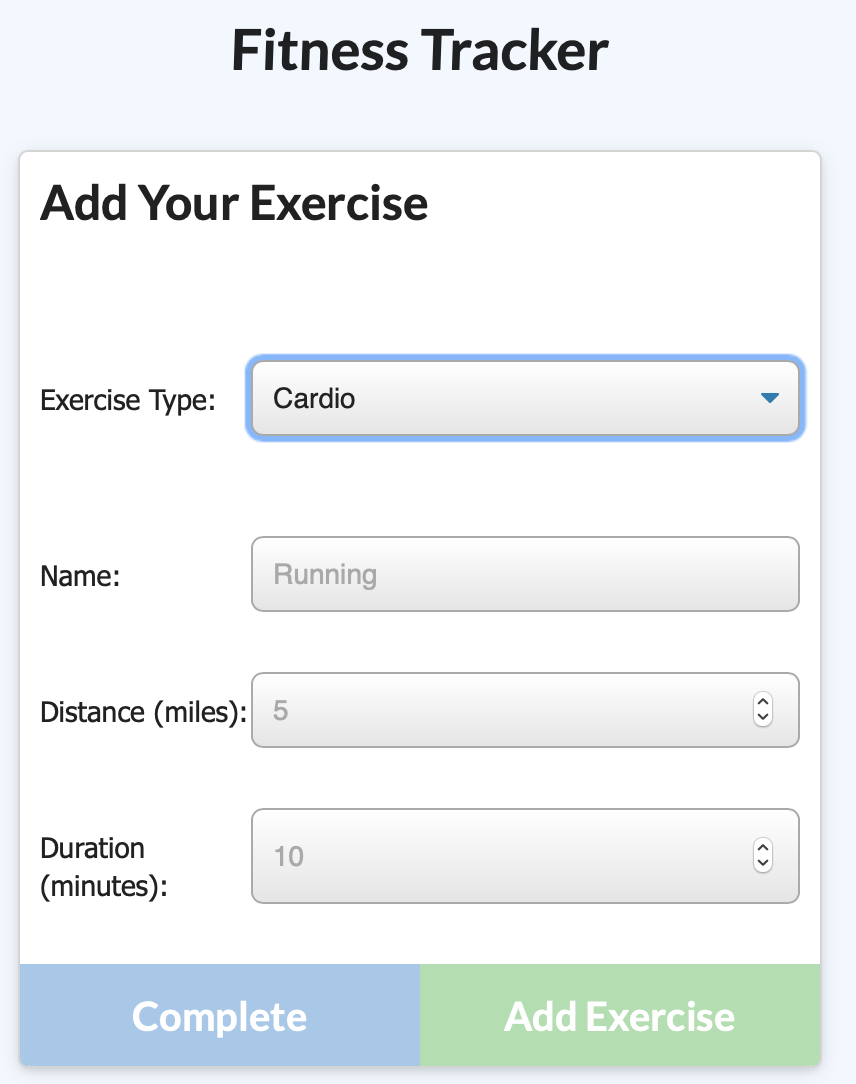 Fitness Tracker
Add Your Exercise
Exercise Type: Cardio
Name: Running
Distance (miles): 5
Duration
(minutes): 10
Complete Add Exercise